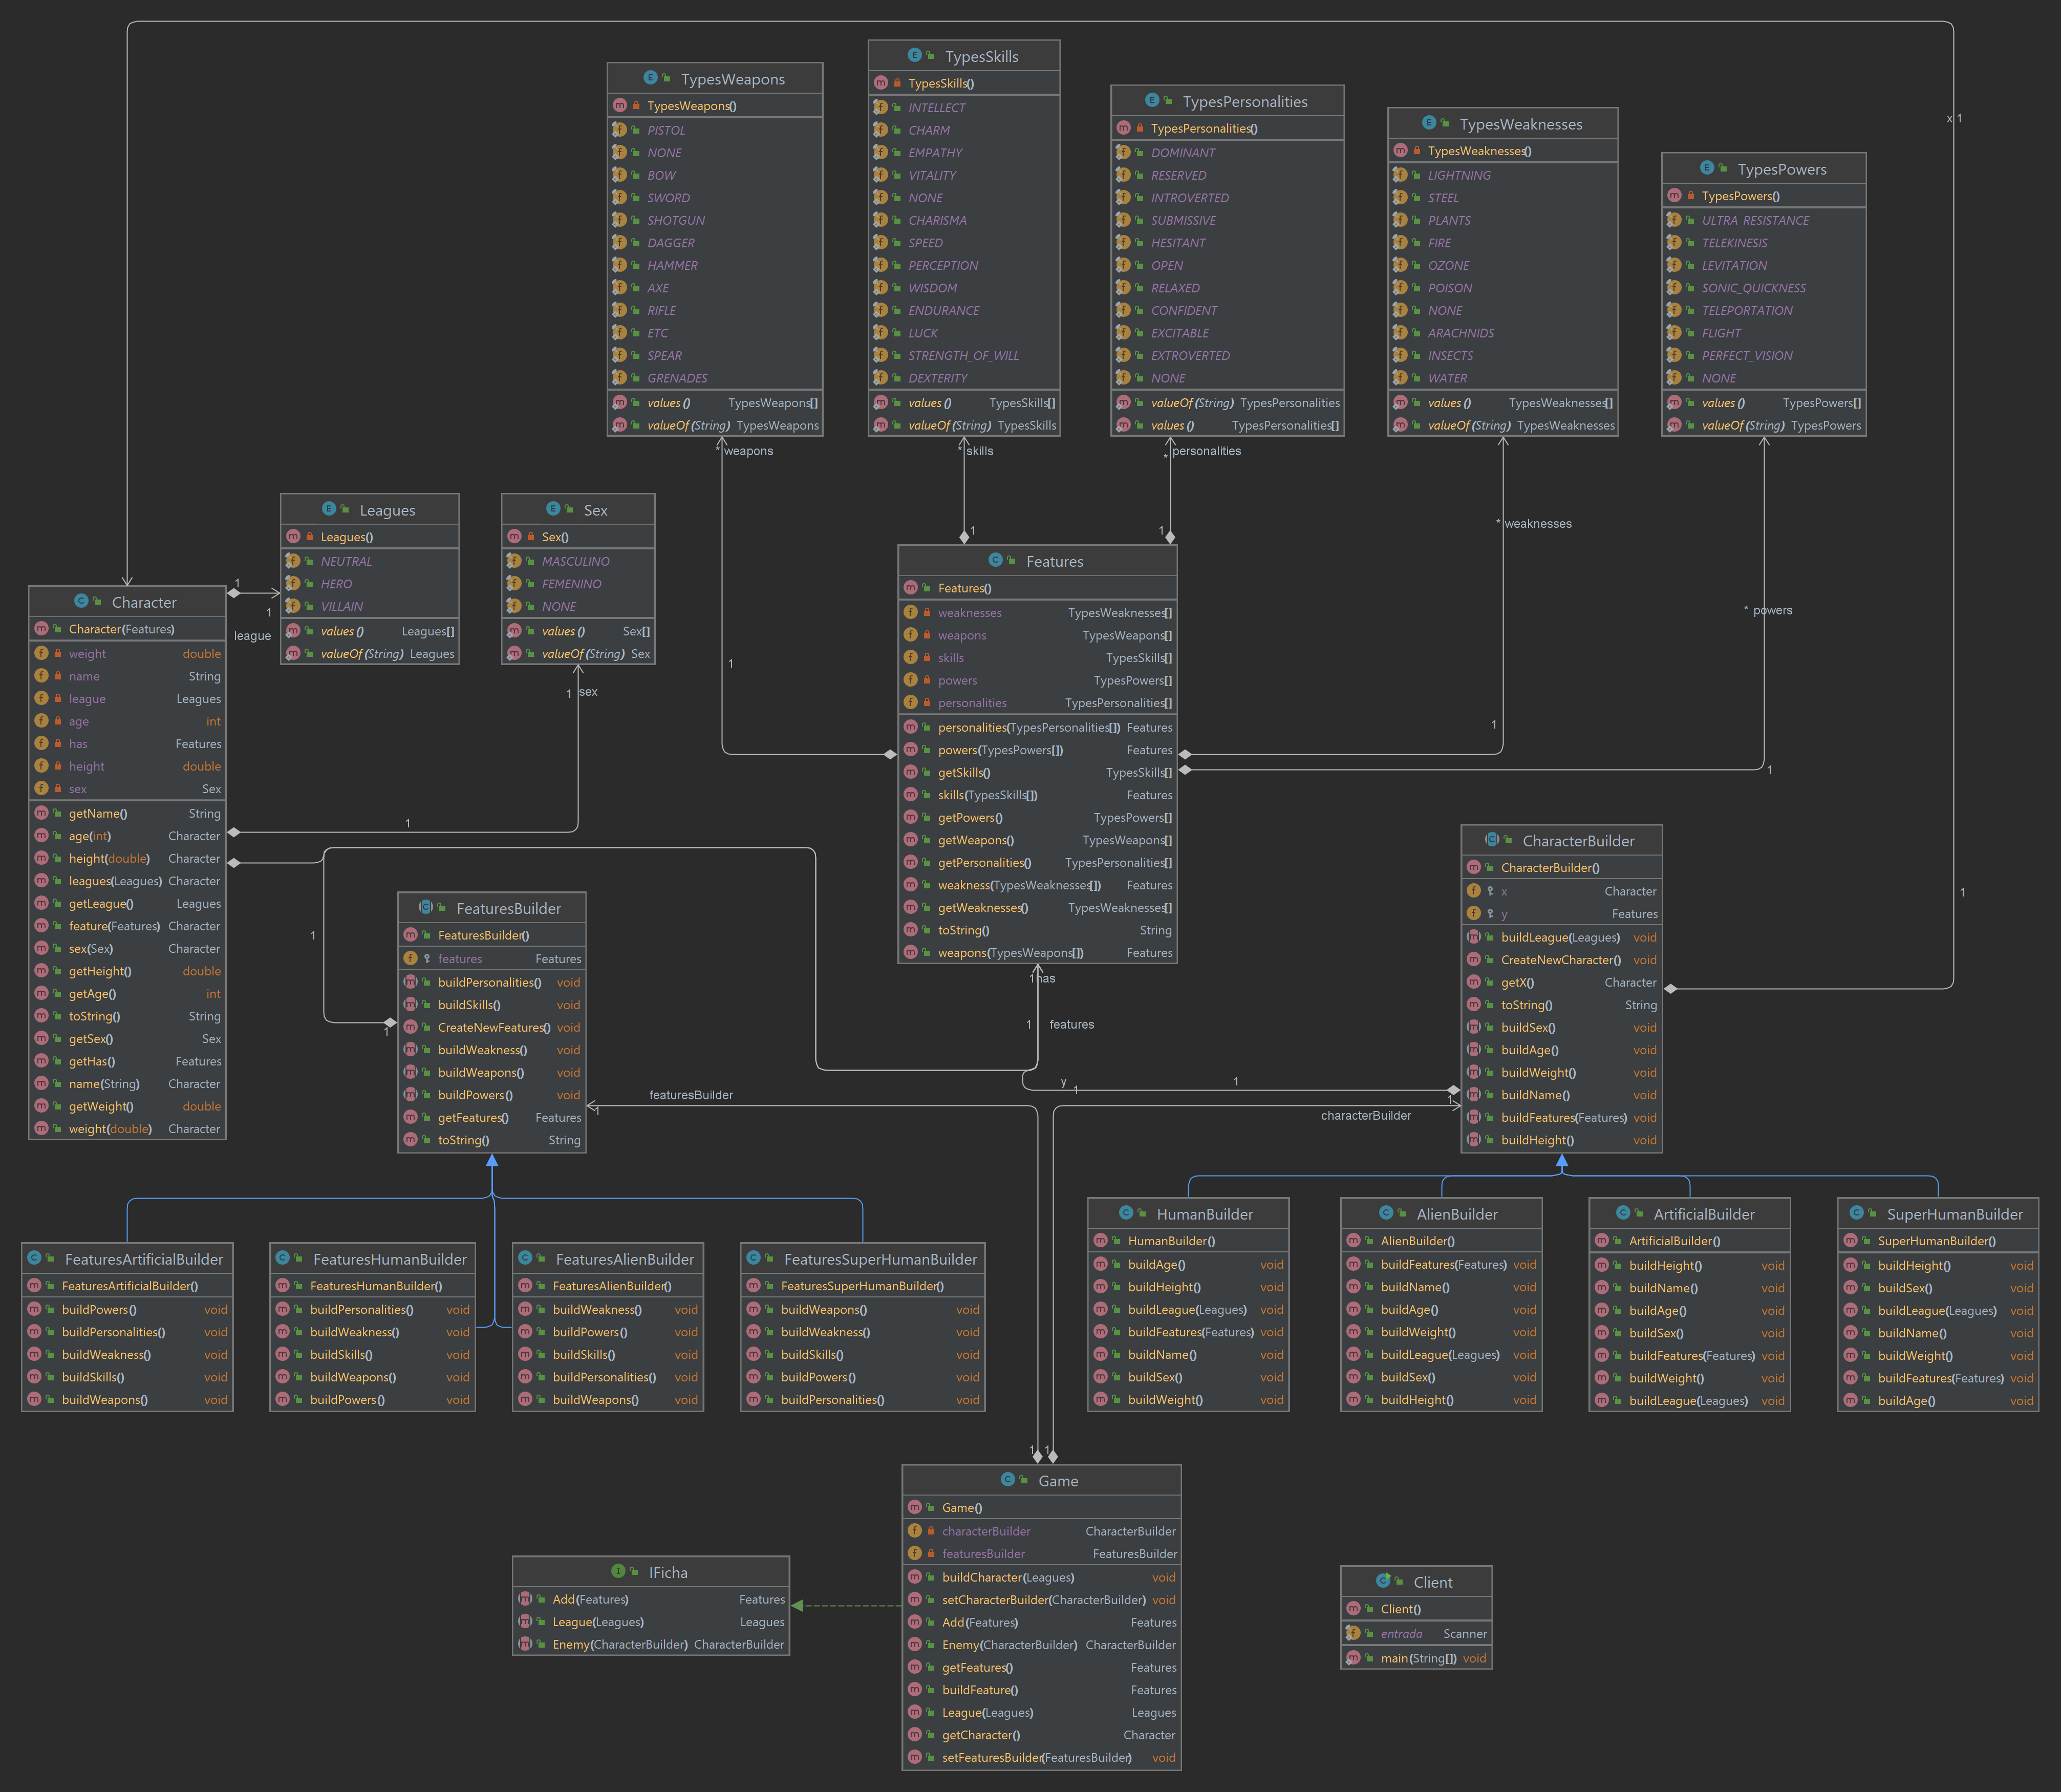 x 1
TypesWeapons
TypesWeapons()
PISTOL
NONE
BOW
SWORD
SHOTGUN
DAGGER
HAMMER
AXE
RIFLE
ETC
SPEAR
GRENADES
values() TypesWeapons[]
valueOf(String) TypesWeapons
* weapons
1
TypesSkills
TypesSkills()
INTELLECT
CHARM
EMPATHY
VITALITY
NONE
CHARISMA
SPEED
PERCEPTION
WISDOM
ENDURANCE
LUCK
STRENGTH_OF_WILL
DEXTERITY
values() TypesSkills[]
valueOf(String) TypesSkills
* skills
1
TypesPersonalities
TypesPersonalities()
DOMINANT
RESERVED
INTROVERTED
SUBMISSIVE
HESITANT
OPEN
RELAXED
CONFIDENT
EXCITABLE
EXTROVERTED
NONE
valueOf(String) TypesPersonalities
values() TypesPersonalities[]
* personalities
1
TypesWeaknesses
TypesWeaknesses()
LIGHTNING
STEEL
PLANTS
FIRE
OZONE
POISON
NONE
ARACHNIDS
INSECTS
WATER
values() TypesWeaknesses[]
valueOf(String) TypesWeaknesses
* weaknesses
1
TypesPowers
TypesPowers()
ULTRA_RESISTANCE
TELEKINESIS
LEVITATION
SONIC_QUICKNESS
TELEPORTATION
FLIGHT
PERFECT_VISION
NONE
values() TypesPowers[]
valueOf(String) TypesPowers
* powers
1
Leagues
Leagues()
NEUTRAL
HERO
VILLAIN
values() Leagues[]
valueOf(String) Leagues
1
1
league
Sex
Sex()
MASCULINO
FEMENINO
NONE
values() Sex[]
valueOf(String) Sex
1 sex
1
Character
Character(Features)
weight double
name String
league Leagues
age int
has Features
height double
sex Sex
getName() String
age(int) Character
height(double) Character
leagues(Leagues) Character
getLeague() Leagues
feature(Features) Character
sex(Sex) Character
getHeight() double
getAge() int
toString() String
getSex() Sex
getHas() Features
name(String) Character
getWeight() double
weight(double) Character
Features
Features()
weaknesses TypesWeaknesses[]
weapons TypesWeapons[]
skills TypesSkills[]
powers TypesPowers[]
personalities TypesPersonalities[]
personalities(TypesPersonalities[]) Features
powers(TypesPowers[]) Features
getSkills() TypesSkills[]
skills(TypesSkills[]) Features
getPowers() TypesPowers[]
getWeapons() TypesWeapons[]
getPersonalities() TypesPersonalities[]
weakness(TypesWeaknesses[]) Features
getWeaknesses() TypesWeaknesses[]
toString() String
weapons(TypesWeapons[]) Features
1has
1 features
1
1
FeaturesBuilder
FeaturesBuilder()
features Features
buildPersonalities() void
buildSkills() void
CreateNewFeatures() void
buildWeakness() void
buildWeapons() void
buildPowers() void
getFeatures() Features
toString() String
featuresBuilder
1
CharacterBuilder
CharacterBuilder()
x Character
y Features
buildLeague(Leagues) void
CreateNewCharacter() void
getX() Character
toString() String
buildSex() void
buildAge() void
buildWeight() void
buildName() void
buildFeatures(Features) void
buildHeight() void
1
y 1
1
1
characterBuilder
FeaturesArtificialBuilder
FeaturesArtificialBuilder()
buildPowers() void
buildPersonalities() void
buildWeakness() void
buildSkills() void
buildWeapons() void
FeaturesHumanBuilder
FeaturesHumanBuilder()
buildPersonalities() void
buildWeakness() void
buildSkills() void
buildWeapons() void
buildPowers() void
FeaturesAlienBuilder
FeaturesAlienBuilder()
buildWeakness() void
buildPowers() void
buildSkills() void
buildPersonalities() void
buildWeapons() void
FeaturesSuperHumanBuilder
FeaturesSuperHumanBuilder()
buildWeapons() void
buildWeakness() void
buildSkills() void
buildPowers() void
buildPersonalities() void
HumanBuilder
HumanBuilder()
buildAge() void
buildHeight() void
buildLeague(Leagues) void
buildFeatures(Features) void
buildName() void
buildSex() void
buildWeight() void
AlienBuilder
AlienBuilder()
buildFeatures(Features) void
buildName() void
buildAge() void
buildWeight() void
buildLeague(Leagues) void
buildSex() void
buildHeight() void
ArtificialBuilder
ArtificialBuilder()
buildHeight() void
buildName() void
buildAge() void
buildSex() void
buildFeatures(Features) void
buildWeight() void
buildLeague(Leagues) void
SuperHumanBuilder
SuperHumanBuilder()
buildHeight() void
buildSex() void
buildLeague(Leagues) void
buildName() void
buildWeight() void
buildFeatures(Features) void
buildAge() void
1 1
Game
Game()
characterBuilder CharacterBuilder
featuresBuilder FeaturesBuilder
buildCharacter(Leagues) void
setCharacterBuilder(CharacterBuilder) void
Add(Features) Features
Enemy(CharacterBuilder) CharacterBuilder
getFeatures() Features
buildFeature() Features
League(Leagues) Leagues
getCharacter() Character
setFeaturesBuilder(FeaturesBuilder) void
IFicha
Add(Features) Features
League(Leagues) Leagues
Enemy(CharacterBuilder) CharacterBuilder
Client
Client()
entrada Scanner
main(String[]) void